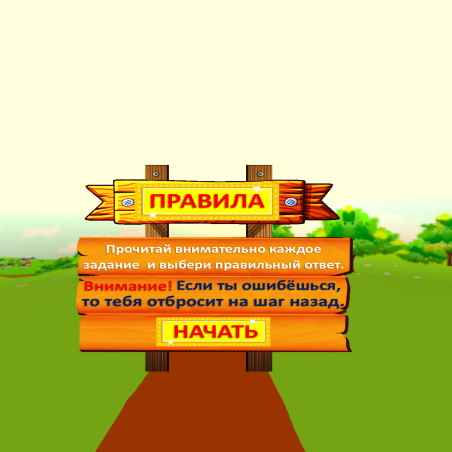 ПРАВИЛА
Прочитай внимательно каждое
задание и выбери правильный ответ.
Внимание! Если ты ошибёшься,
то тебя отбросит на шаг назад.
НАЧАТЬ